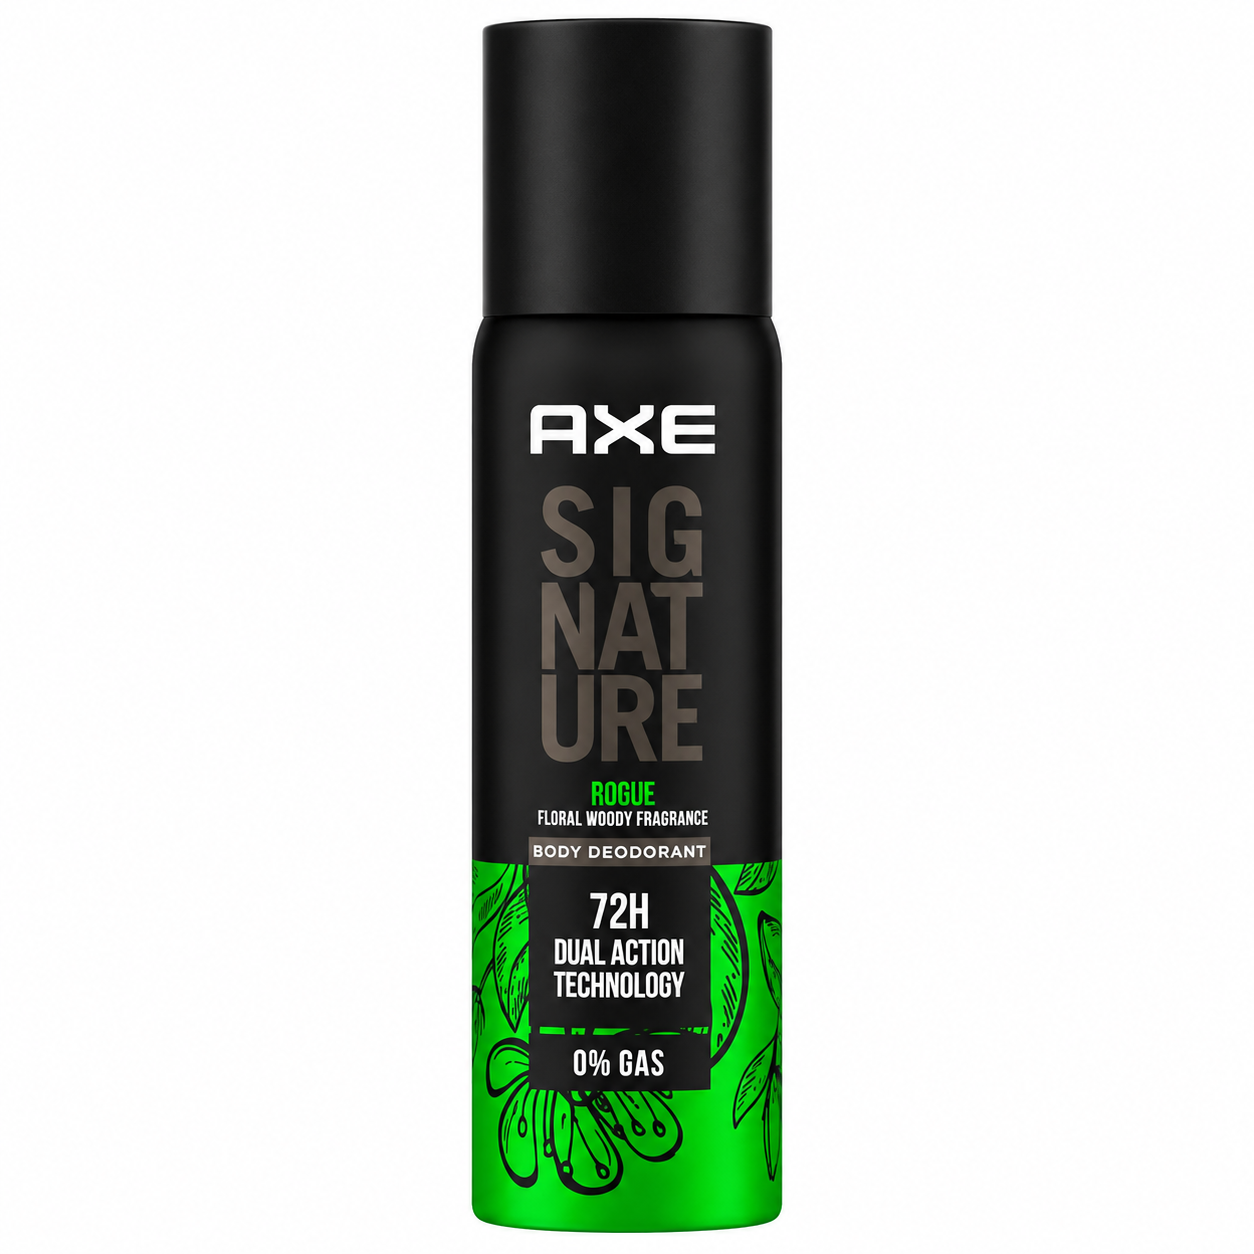 AXE
SIG
NAT
URE
ROGUE
FLORAL WOODY FRAGRANCE
BODY DEODORANT
72H
DUAL ACTION
TECHNOLOGY
0% GAS